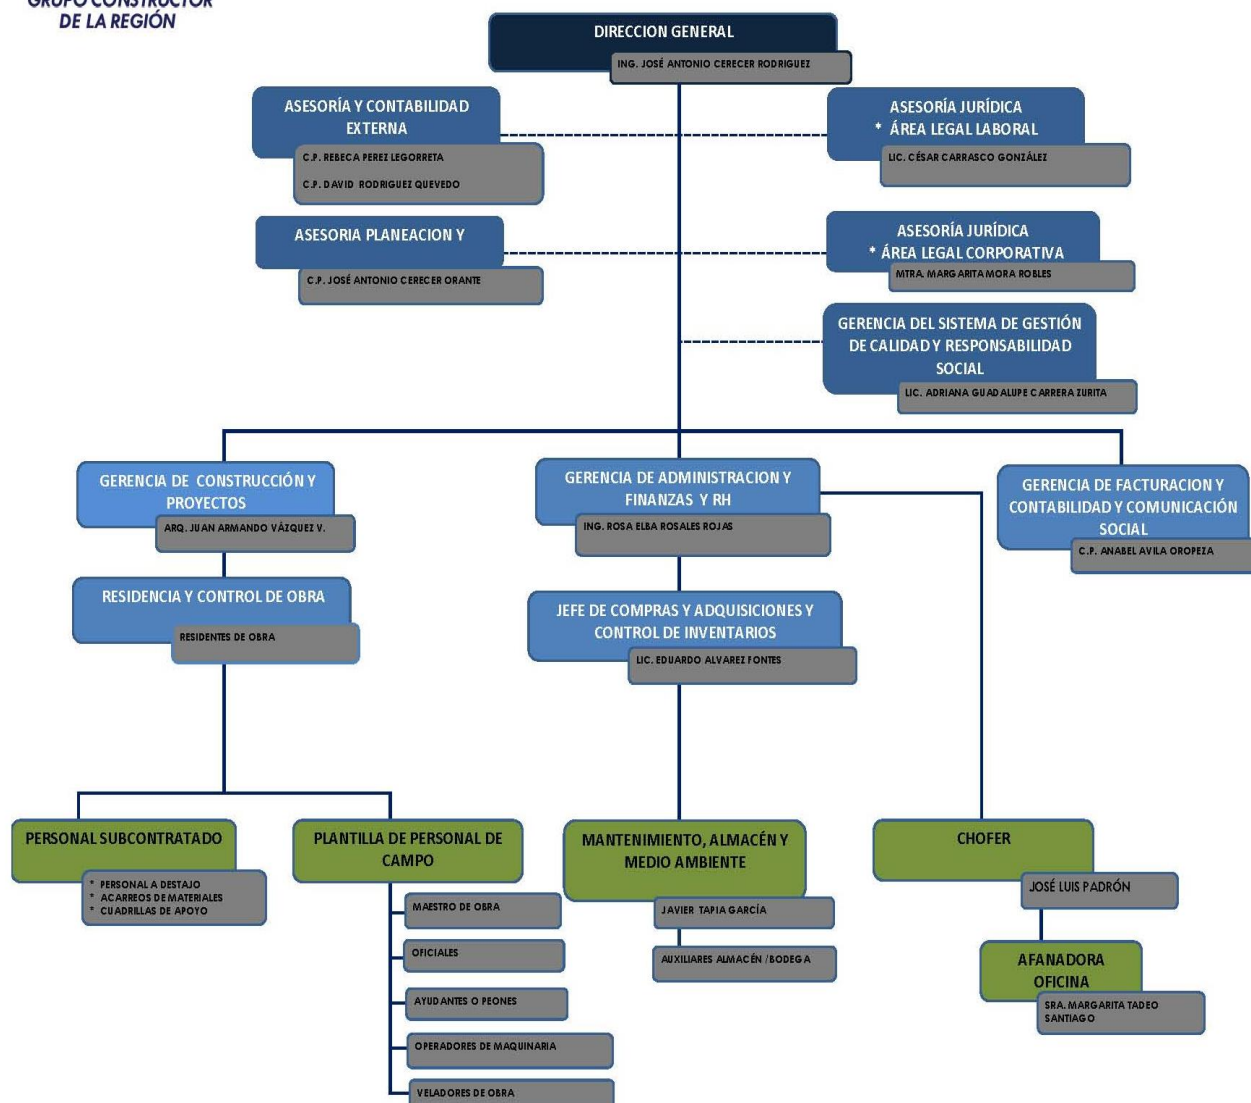 GRUPO CONSTRUCTOR
DE LA REGIÓN
DIRECCION GENERAL
ING. JOSÉ ANTONIO CERECER RODRIGUEZ
ASESORÍA Y CONTABILIDAD
EXTERNA
C.P. REBECA PEREZ LEGORRETA
C.P. DAVID RODRIGUEZ QUEVEDO
ASESORÍA JURÍDICA
* ÁREA LEGAL LABORAL
LIC. CÉSAR CARRASCO GONZÁLEZ
ASESORIA PLANEACION Y
C.P. JOSÉ ANTONIO CERECER ORANTE
ASESORÍA JURÍDICA
* ÁREA LEGAL CORPORATIVA
MTRA. MARGARITA MORA ROBLES
GERENCIA DEL SISTEMA DE GESTIÓN
DE CALIDAD Y RESPONSABILIDAD
SOCIAL
LIC. ADRIANA GUADALUPE CARRERA ZURITA
GERENCIA DE CONSTRUCCIÓN Y
PROYECTOS
ARQ. JUAN ARMANDO VÁZQUEZ V.
GERENCIA DE ADMINISTRACION Y
FINANZAS Y RH
ING. ROSA ELBA ROSALES ROJAS
GERENCIA DE FACTURACION Y
CONTABILIDAD Y COMUNICACIÓN
SOCIAL
C.P. ANABEL AVILA OROPEZA
RESIDENCIA Y CONTROL DE OBRA
RESIDENTES DE OBRA
JEFE DE COMPRAS Y ADQUISICIONES Y
CONTROL DE INVENTARIOS
LIC. EDUARDO ALVAREZ FONTES
PERSONAL SUBCONTRATADO
* PERSONAL A DESTAJO
* ACARREOS DE MATERIALES
* CUADRILLAS DE APOYO
PLANTILLA DE PERSONAL DE
CAMPO
MAESTRO DE OBRA
OFICIALES
AYUDANTES O PEONES
OPERADORES DE MAQUINARIA
VELADORES DE OBRA
MANTENIMIENTO, ALMACÉN Y
MEDIO AMBIENTE
JAVIER TAPIA GARCÍA
AUXILIARES ALMACÉN /BODEGA
CHOFER
JOSÉ LUIS PADRÓN
AFANADORA
OFICINA
SRA. MARGARITA TADEO
SANTIAGO